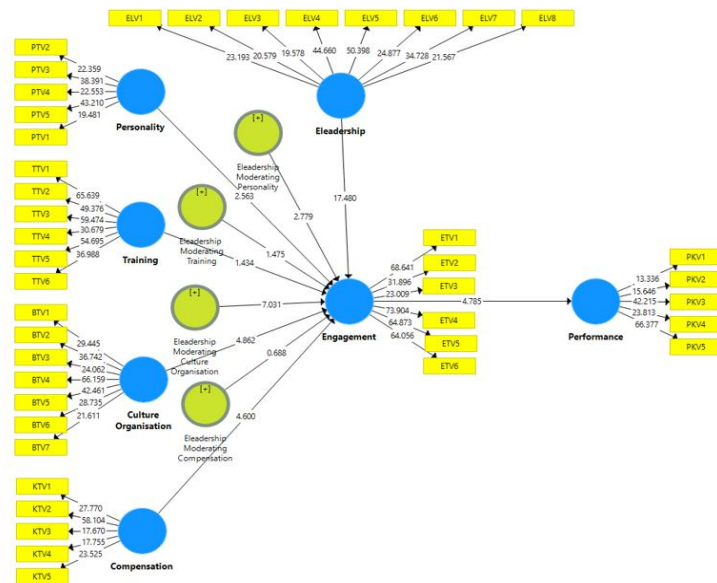 ELV1
ELV2
ELV3
ELV4
ELV5
ELV6
ELV7
ELV8
23.193
20.579
19.578
44.660
50.398
24.877
34.728
21.567
Eleadership
PTV2
PTV3
PTV4
PTV5
PTV1
22.359
38.391
22.553
43.210
19.481
Personality
[+]
Eleadership
Moderating
Personality
2.563
2.779
17.480
TTV1
TTV2
TTV3
TTV4
TTV5
TTV6
65.639
49.376
59.474
30.679
54.695
36.988
Training
[+]
Eleadership
Moderating
Training
1.475
1.434
BTV1
BTV2
BTV3
BTV4
BTV5
BTV6
BTV7
29.445
36.742
24.062
66.159
42.461
28.735
21.611
Culture
Organisation
[+]
Eleadership
Moderating
Culture
Organisation
7.031
4.862
[+]
Eleadership
Moderating
Compensation
0.688
4.600
KTV1
KTV2
KTV3
KTV4
KTV5
27.770
58.104
17.670
17.755
23.525
Compensation
Engagement
ETV1
ETV2
ETV3
ETV4
ETV5
ETV6
68.641
31.896
23.009
73.904
64.873
64.056
4.785
Performance
PKV1
PKV2
PKV3
PKV4
PKV5
13.336
15.646
42.215
23.813
66.377